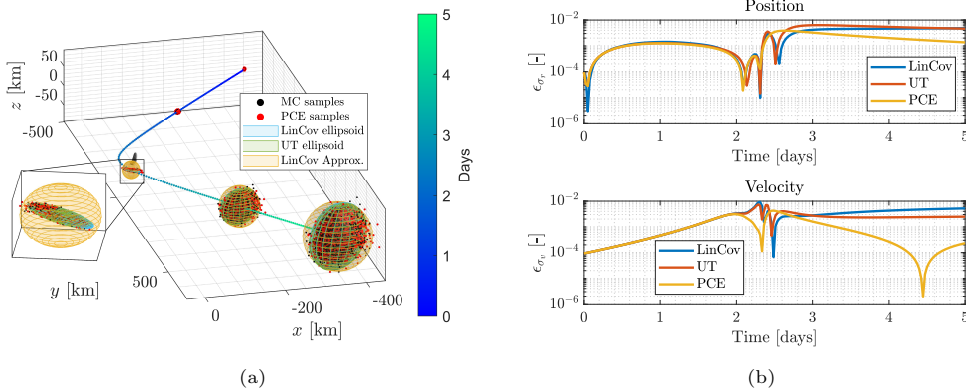 50
0
-50
z [km]
-500
500
y [km]
0
-200
-400
x [km]
MC samples
PCE samples
LinCov ellipsoid
UT ellipsoid
LinCov Approx.
5
4
3
2
1
0
Days
(a)
Position
10⁻²
10⁻⁴
10⁻⁶
ϵσᵣ [-]
LinCov
UT
PCE
0 1 2 3 4 5
Time [days]
Velocity
10⁻²
10⁻⁴
10⁻⁶
ϵσᵥ [-]
LinCov
UT
PCE
0 1 2 3 4 5
Time [days]
(b)